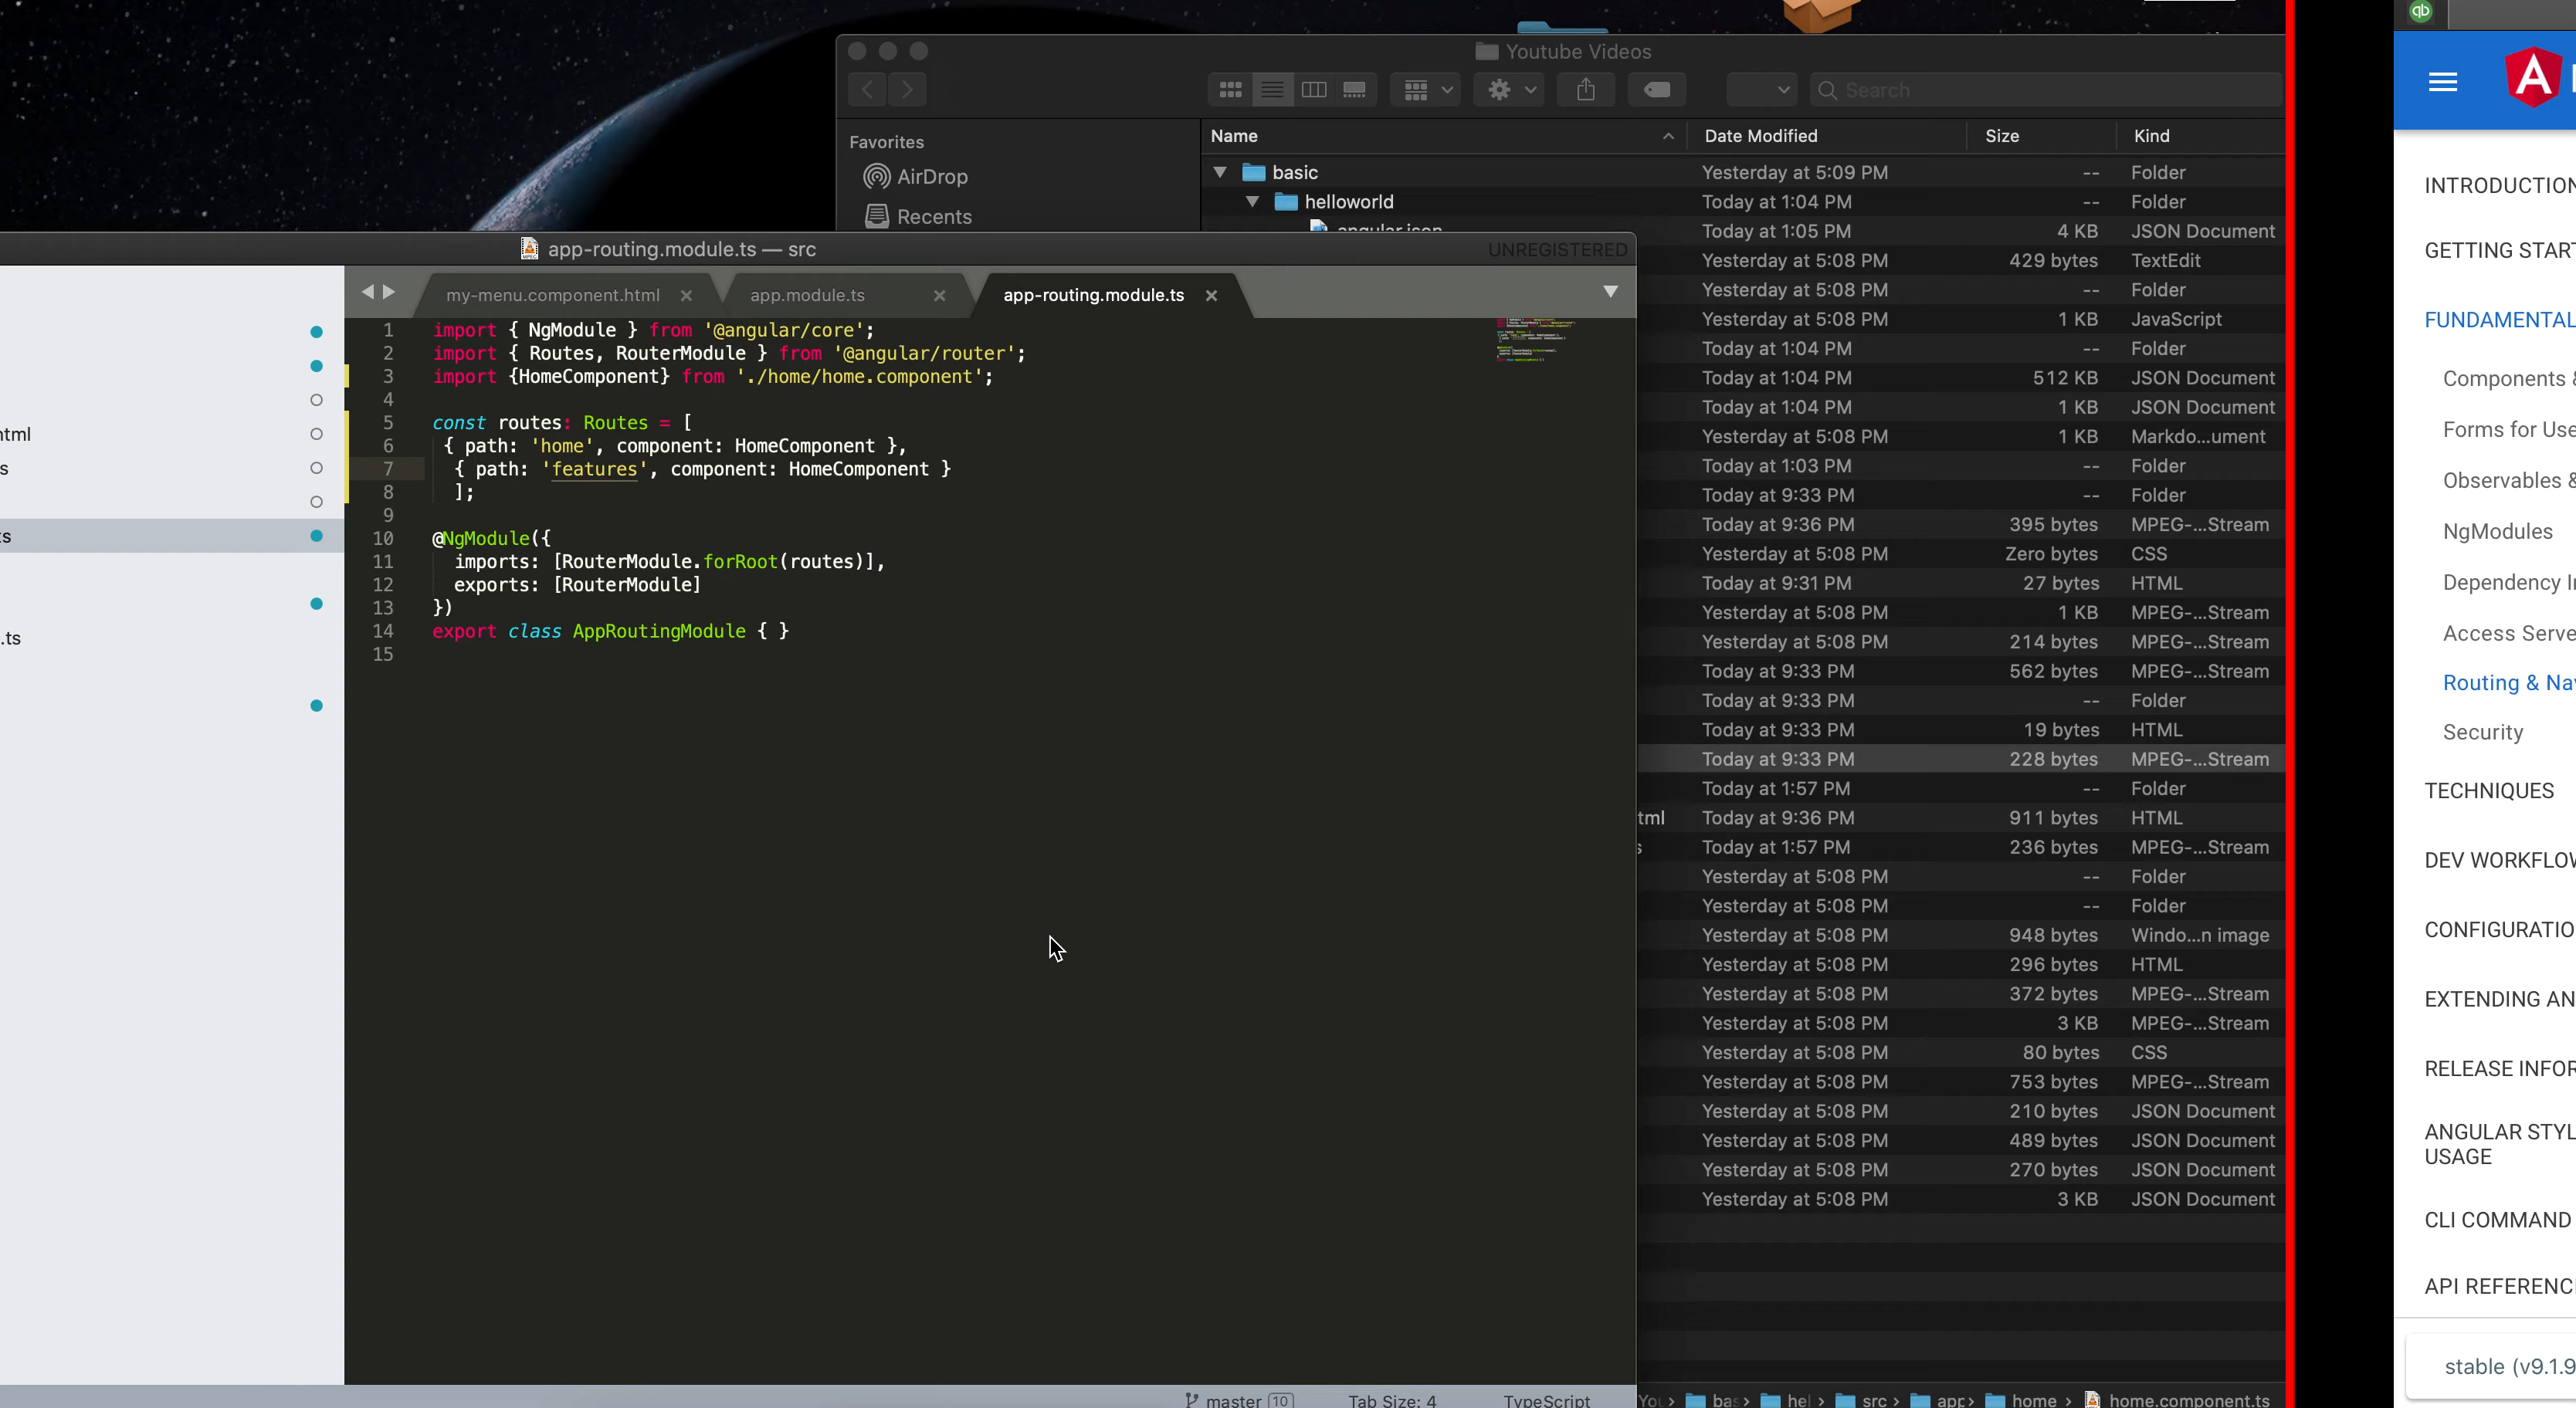 Youtube Videos
Search
Name
Date Modified
Size
Kind
Favorites
AirDrop
Recents
basic
Yesterday at 5:09 PM
--
Folder
helloworld
Today at 1:04 PM
--
Folder
angular.json
Today at 1:05 PM
4 KB
JSON Document
Yesterday at 5:08 PM
429 bytes
TextEdit
Yesterday at 5:08 PM
--
Folder
Yesterday at 5:08 PM
1 KB
JavaScript
Today at 1:04 PM
--
Folder
Today at 1:04 PM
512 KB
JSON Document
Today at 1:04 PM
1 KB
JSON Document
Yesterday at 5:08 PM
1 KB
Markdo...ument
Today at 1:03 PM
--
Folder
Today at 9:33 PM
--
Folder
Today at 9:36 PM
395 bytes
MPEG-...Stream
Yesterday at 5:08 PM
Zero bytes
CSS
Today at 9:31 PM
27 bytes
HTML
Yesterday at 5:08 PM
1 KB
MPEG-...Stream
Yesterday at 5:08 PM
214 bytes
MPEG-...Stream
Today at 9:33 PM
562 bytes
MPEG-...Stream
Today at 9:33 PM
--
Folder
Today at 9:33 PM
19 bytes
HTML
Today at 9:33 PM
228 bytes
MPEG-...Stream
Today at 1:57 PM
--
Folder
tml
Today at 9:36 PM
911 bytes
HTML
s
Today at 1:57 PM
236 bytes
MPEG-...Stream
Yesterday at 5:08 PM
--
Folder
Yesterday at 5:08 PM
--
Folder
Yesterday at 5:08 PM
948 bytes
Windo...n image
Yesterday at 5:08 PM
296 bytes
HTML
Yesterday at 5:08 PM
372 bytes
MPEG-...Stream
Yesterday at 5:08 PM
3 KB
MPEG-...Stream
Yesterday at 5:08 PM
80 bytes
CSS
Yesterday at 5:08 PM
753 bytes
MPEG-...Stream
Yesterday at 5:08 PM
210 bytes
JSON Document
Yesterday at 5:08 PM
489 bytes
JSON Document
Yesterday at 5:08 PM
270 bytes
JSON Document
Yesterday at 5:08 PM
3 KB
JSON Document
You > bas > hel > src > app > home > home.component.ts
app-routing.module.ts — src
UNREGISTERED
my-menu.component.html
app.module.ts
app-routing.module.ts
html
s
ts
.ts
1 import { NgModule } from '@angular/core';
2 import { Routes, RouterModule } from '@angular/router';
3 import {HomeComponent} from './home/home.component';
4
5 const routes: Routes = [
6 { path: 'home', component: HomeComponent },
7 { path: 'features', component: HomeComponent }
8 ];
9
10 @NgModule({
11 imports: [RouterModule.forRoot(routes)],
12 exports: [RouterModule]
13 })
14 export class AppRoutingModule { }
15
master 10
Tab Size: 4
TypeScript
qb
A
INTRODUCTION
GETTING START
FUNDAMENTAL
Components &
Forms for Use
Observables &
NgModules
Dependency In
Access Serve
Routing & Nav
Security
TECHNIQUES
DEV WORKFLOW
CONFIGURATIO
EXTENDING AN
RELEASE INFOR
ANGULAR STYL
USAGE
CLI COMMAND
API REFERENC
stable (v9.1.9